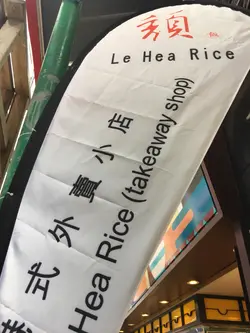 Le Hea Rice
式外賣小店
Hea Rice (takeaway shop)